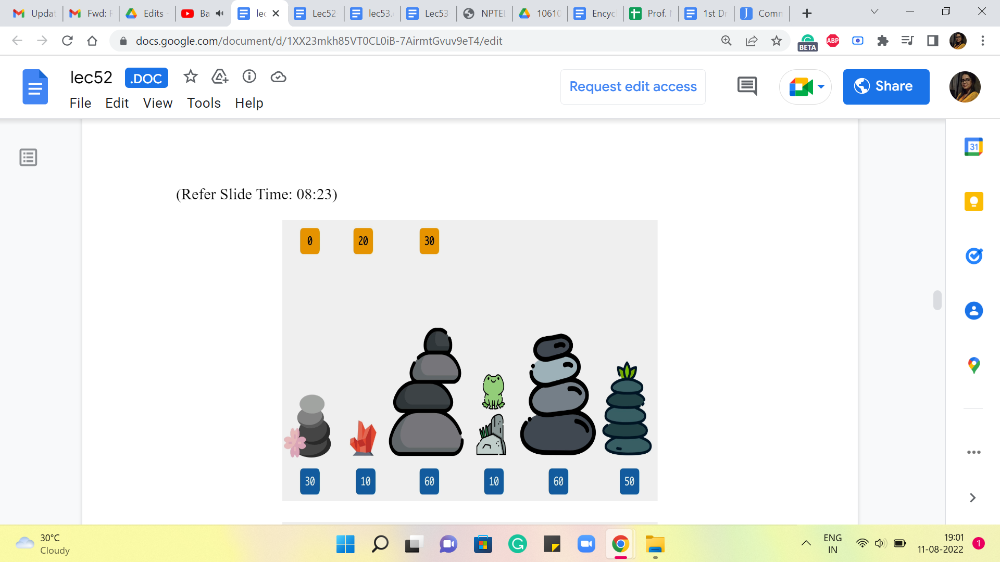 Updat
Fwd: F
Edits -
Ba
lec
Lec52
lec53.
Lec53
NPTEL
10610
Encyc
Prof. 
1st Dr
Comm
docs.google.com/document/d/1XX23mkh85VT0CL0iB-7AirmtGvuv9eT4/edit
ABP
BETA
lec52
.DOC
File Edit View Tools Help
Request edit access
Share
31
(Refer Slide Time: 08:23)
0 20 30
30 10 60 10 60 50
30°C
Cloudy
ENG
IN
19:01
11-08-2022
1